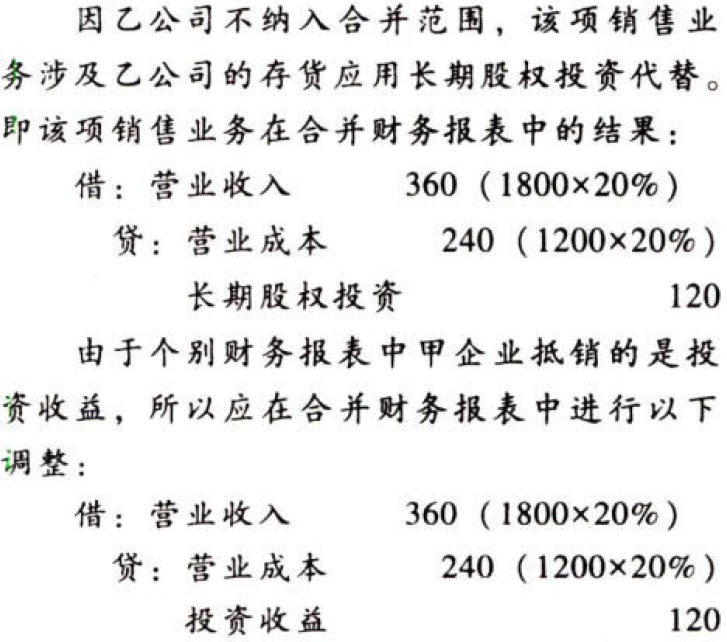 因乙公司不纳入合并范围，该项销售业
务涉及乙公司的存货应用长期股权投资代替。
即该项销售业务在合并财务报表中的结果：
借：营业收入 360（1800×20%）
贷：营业成本 240（1200×20%）
长期股权投资 120
由于个别财务报表中甲企业抵销的是投
资收益，所以应在合并财务报表中进行以下
调整：
借：营业收入 360（1800×20%）
贷：营业成本 240（1200×20%）
投资收益 120